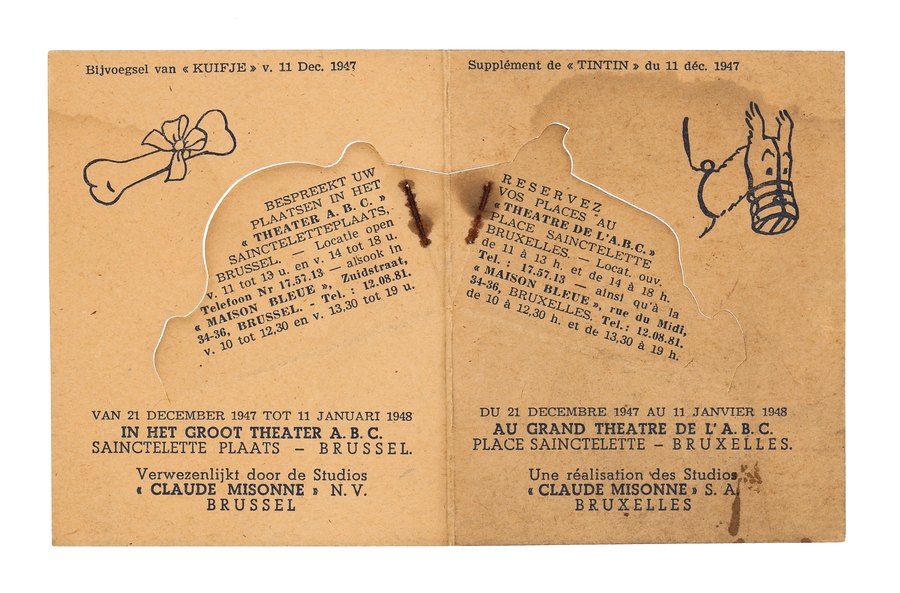 Bijvoegsel van « KUIFJE » v. 11 Dec. 1947
BESPREEKT UW
PLAATSEN IN HET
« THEATER A. B. C. »
SAINCTELETTEPLAATS,
BRUSSEL. — Locatie open
v. 11 tot 13 u. en v. 14 tot 18 u.
Telefoon Nr 17.57.13 — alsook in
« MAISON BLEUE », Zuidstraat,
34-36, BRUSSEL. - Tel. : 12.08.81.
v. 10 tot 12,30 en v. 13,30 tot 19 u.
VAN 21 DECEMBER 1947 TOT 11 JANUARI 1948
IN HET GROOT THEATER A. B. C.
SAINCTELETTE PLAATS — BRUSSEL.
Verwezenlijkt door de Studios
« CLAUDE MISONNE » N. V.
BRUSSEL
Supplément de « TINTIN » du 11 déc. 1947
RESERVEZ
VOS PLACES AU
« THEATRE DE L'A.B.C. »
PLACE SAINCTELETTE
BRUXELLES. — Locat. ouv.
de 11 à 13 h. et de 14 à 18 h.
Tel. : 17.57.13 — ainsi qu'à la
« MAISON BLEUE », rue du Midi,
34-36, BRUXELLES. Tel. : 12.08.81.
de 10 à 12,30 h. et de 13,30 à 19 h.
DU 21 DECEMBRE 1947 AU 11 JANVIER 1948
AU GRAND THEATRE DE L'A. B. C.
PLACE SAINCTELETTE — BRUXELLES.
Une réalisation des Studios
« CLAUDE MISONNE » S. A.
BRUXELLES